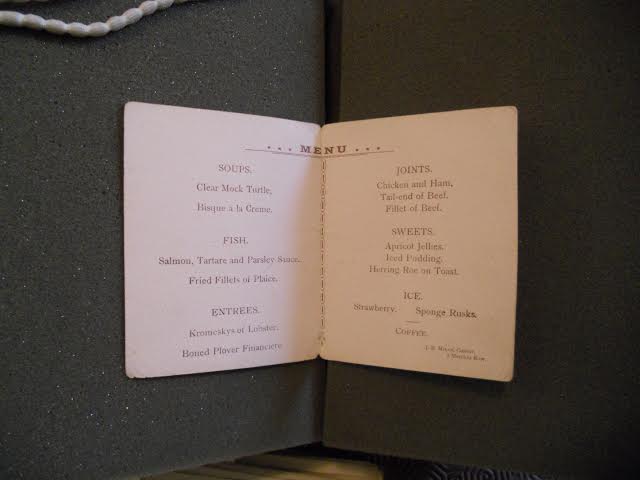 MENU
SOUPS.
Clear Mock Turtle,
Bisque à la Creme.
FISH.
Salmon, Tartare and Parsley Sauce.
Fried Fillets of Plaice.
ENTREES.
Kromeskys of Lobster.
Boned Plover Financiere
JOINTS.
Chicken and Ham,
Tail-end of Beef.
Fillet of Beef.
SWEETS.
Apricot Jellies.
Iced Pudding.
Herring Roe on Toast.
ICE.
Strawberry. Sponge Rusks.
COFFEE.